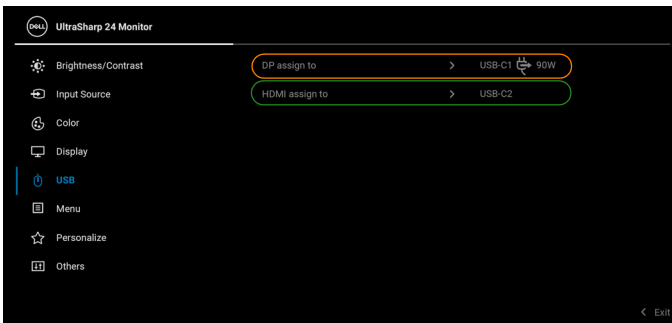 DELL UltraSharp 24 Monitor
Brightness/Contrast
DP assign to > USB-C1 90W
Input Source
HDMI assign to > USB-C2
Color
Display
USB
Menu
Personalize
Others
< Exit